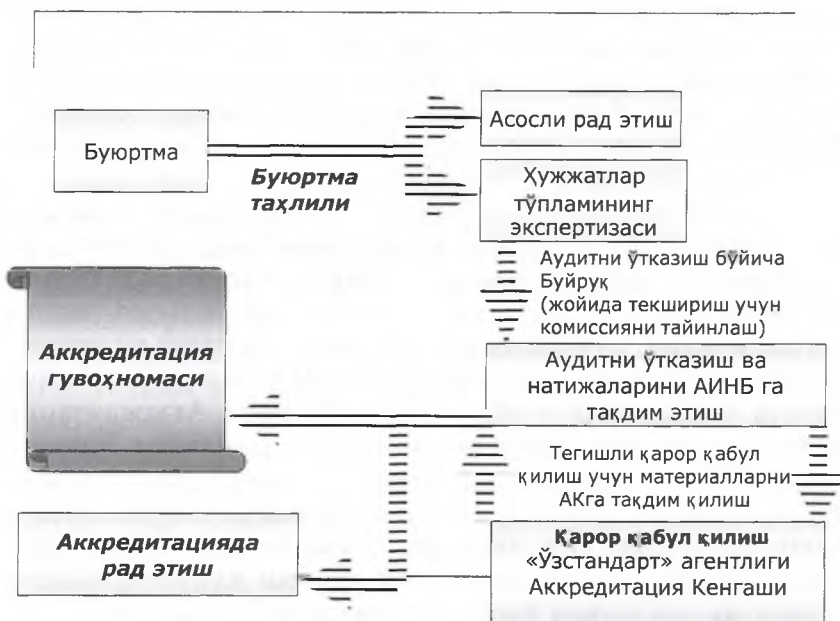 Асосли рад этиш
Буюртма
Буюртма
таҳлили
Ҳужжатлар
тўпламининг
экспертизаси
Аудитни ўтказиш бўйича
Буйруқ
(жойида текшириш учун
комиссияни тайинлаш)
Аккредитация
гувоҳномаси
Аудитни ўтказиш ва
натижаларини АИНБ га
тақдим этиш
Тегишли қарор қабул
қилиш учун материалларни
АКга тақдим қилиш
Аккредитацияда
рад этиш
Қарор қабул қилиш
«Ўзстандарт» агентлиги
Аккредитация Кенгаши